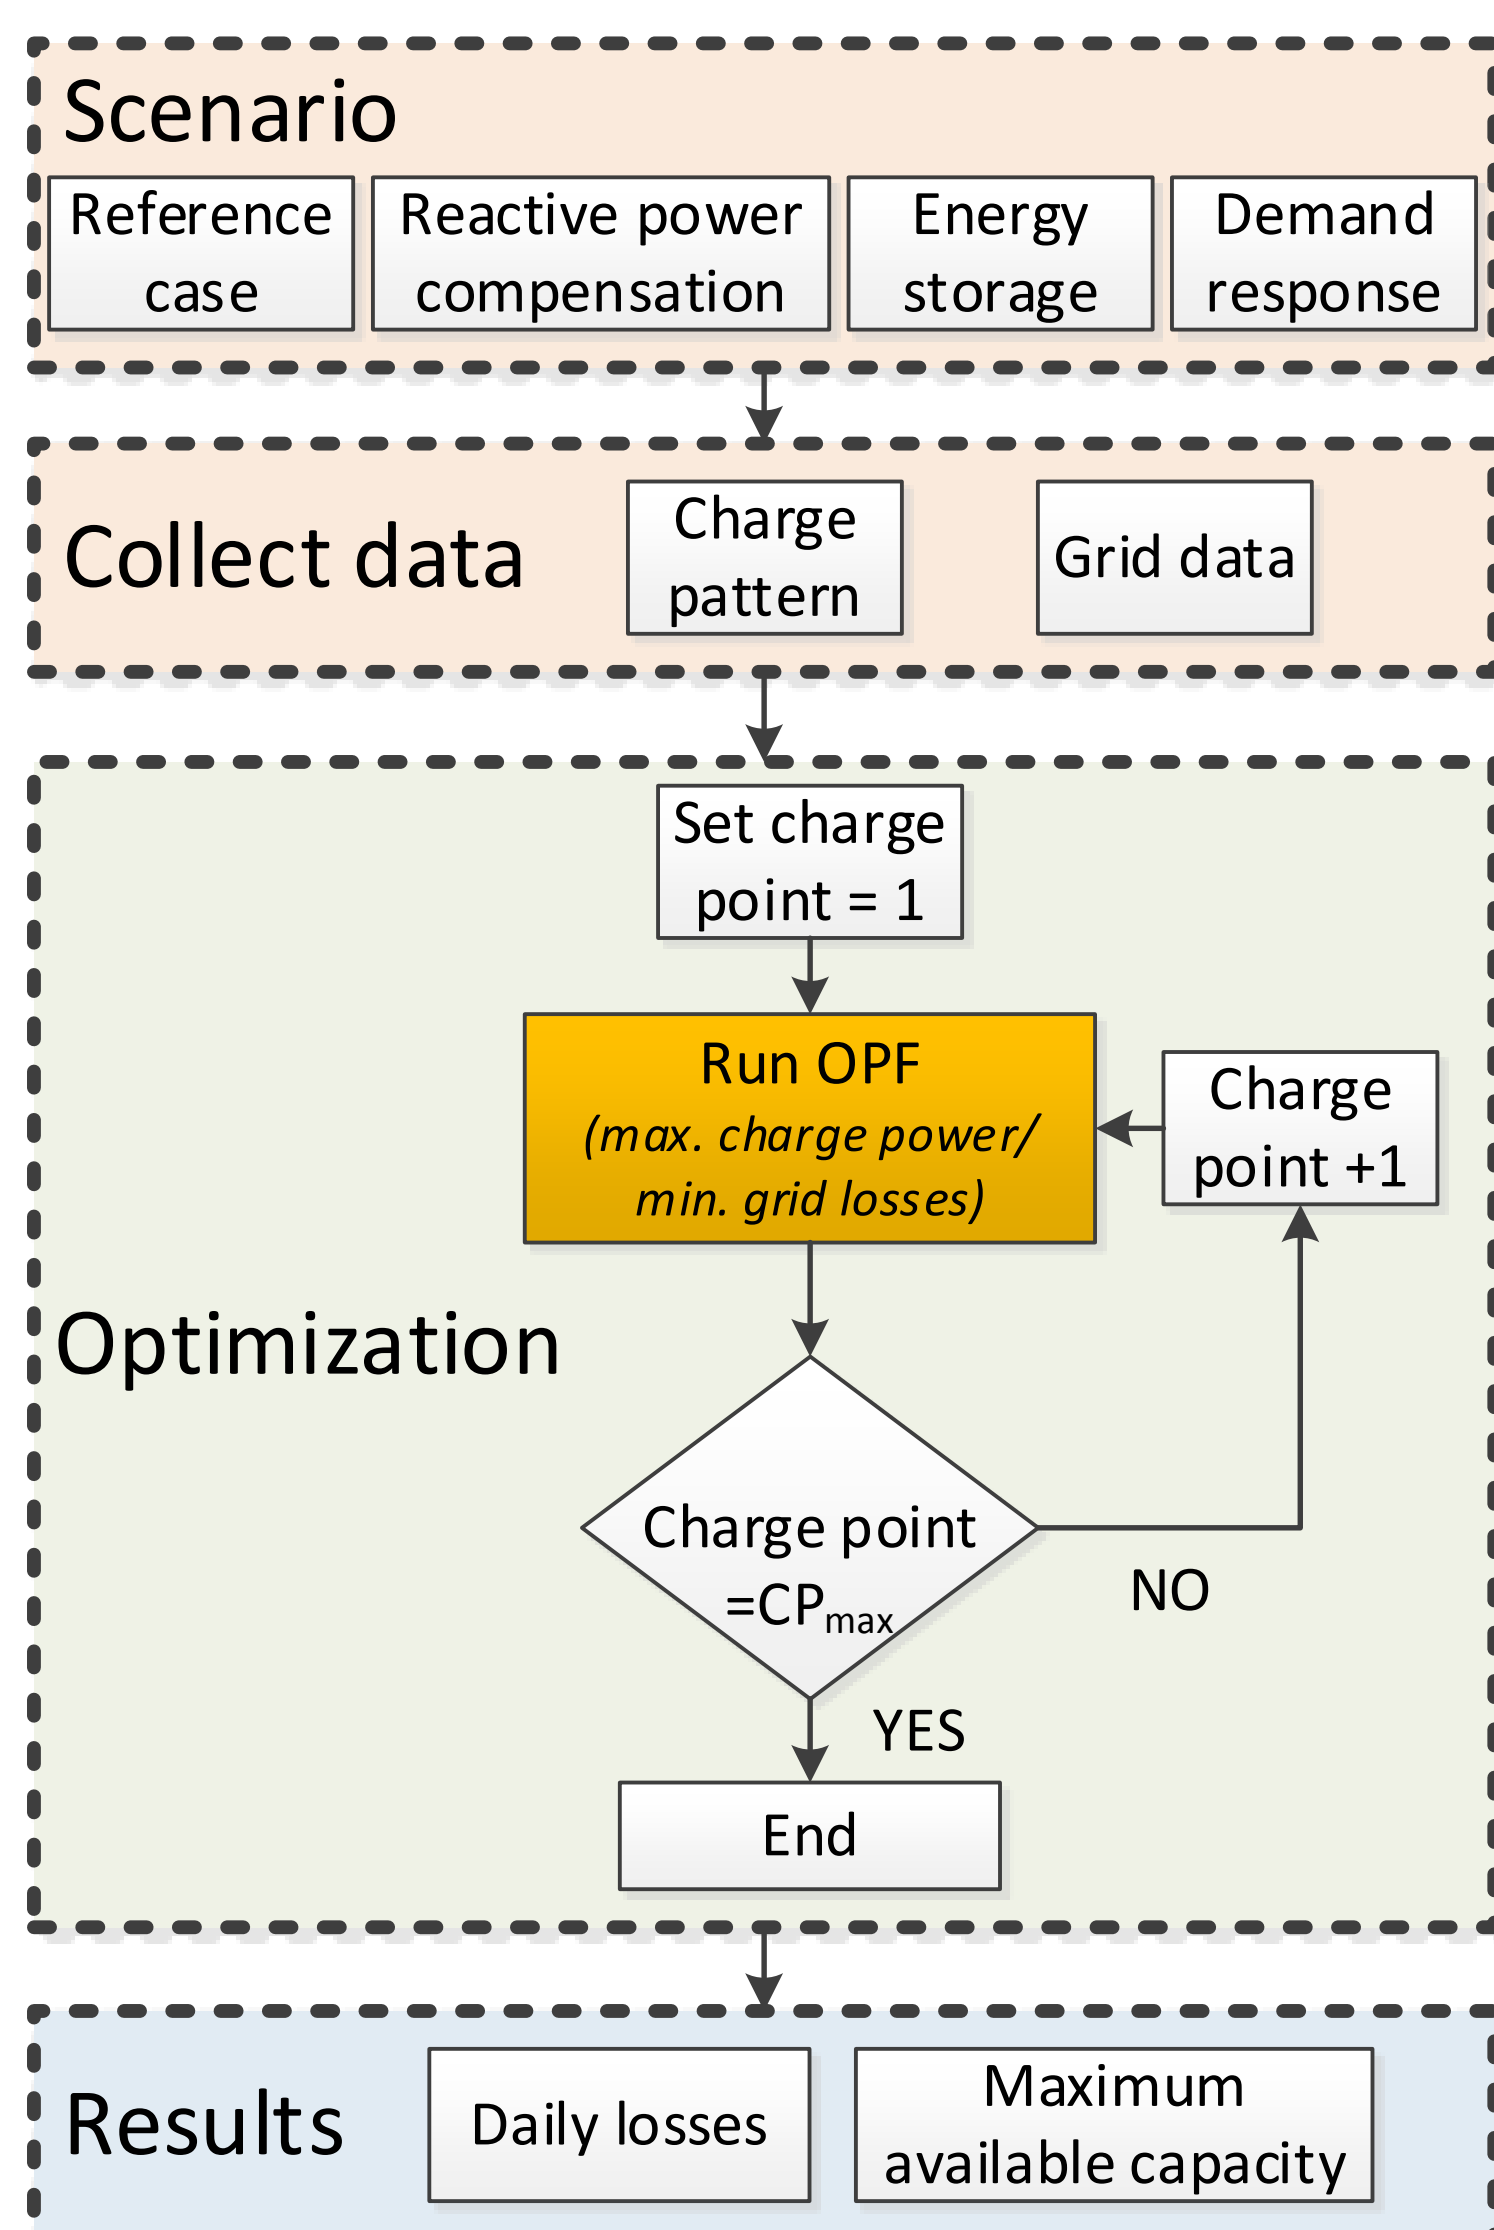 Scenario
Reference
case
Reactive power
compensation
Energy
storage
Demand
response
Collect data
Charge
pattern
Grid data
Set charge
point = 1
Run OPF
(max. charge power/
min. grid losses)
Charge
point +1
Optimization
Charge point
=CPmax
NO
YES
End
Results
Daily losses
Maximum
available capacity